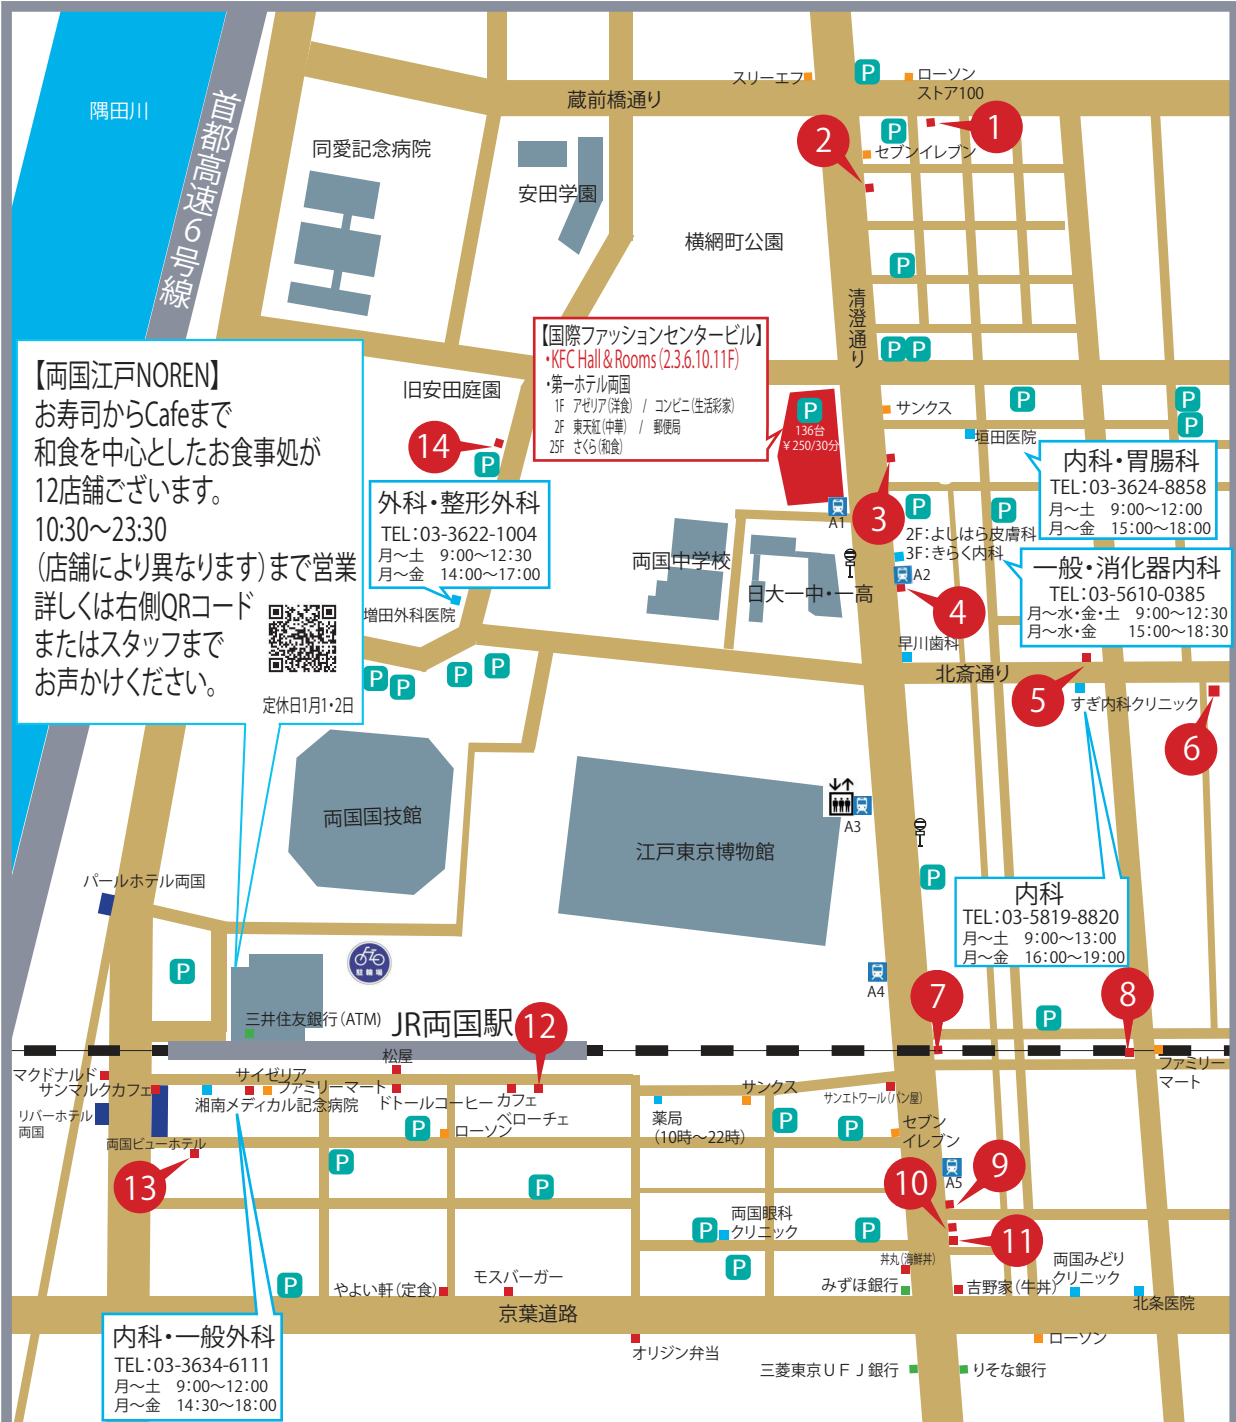 スリーエフ
P
ローソン
ストア100
隅田川
首都高速6号線
蔵前橋通り
同愛記念病院
安田学園
2
P
1
セブンイレブン
横網町公園
P
清澄通り
P P
【国際ファッションセンタービル】
・KFC Hall & Rooms (2.3.6.10.11F)
・第一ホテル両国
1F アゼリア(洋食) / コンビニ(生活彩家)
2F 東天紅(中華) / 郵便局
25F さくら(和食)
【両国江戸NOREN】
お寿司からCafeまで
和食を中心としたお食事処が
12店舗ございます。
10:30～23:30
(店舗により異なります)まで営業
詳しくは右側QRコード
またはスタッフまで
お声かけください。
定休日1月1・2日
旧安田庭園
14
P
P
136台
¥250/30分
サンクス
P
P
P
垣田医院
内科・胃腸科
TEL:03-3624-8858
月～土 9:00～12:00
月～金 15:00～18:00
外科・整形外科
TEL:03-3622-1004
月～土 9:00～12:30
月～金 14:00～17:00
増田外科医院
A1
3
P
P
2F:よしはら皮膚科
3F:きらく内科
A2
両国中学校
日大一中・一高
4
一般・消化器内科
TEL:03-5610-0385
月～水・金・土 9:00～12:30
月～水・金 15:00～18:30
早川歯科
北斎通り
5
すぎ内科クリニック
6
P
P
P
P
両国国技館
江戸東京博物館
A3
P
内科
TEL:03-5819-8820
月～土 9:00～13:00
月～金 16:00～19:00
パールホテル両国
P
駐輪場
A4
7
8
P
三井住友銀行(ATM)
JR両国駅
12
松屋
マクドナルド
サンマルクカフェ
サイゼリア
ファミリーマート
湘南メディカル記念病院
ドトールコーヒー
カフェ
ベローチェ
サンクス
サンエトワール(パン屋)
ファミリー
マート
リバーホテル
両国
両国ビューホテル
13
P
ローソン
薬局
(10時～22時)
P
P
セブン
イレブン
P
P
A5
9
10
11
両国眼科
クリニック
P
P
P
丼丸(海鮮丼)
みずほ銀行
吉野家(牛丼)
両国みどり
クリニック
北条医院
P
やよい軒(定食)
モスバーガー
京葉道路
内科・一般外科
TEL:03-3634-6111
月～土 9:00～12:00
月～金 14:30～18:00
オリジン弁当
ローソン
三菱東京UFJ銀行
りそな銀行